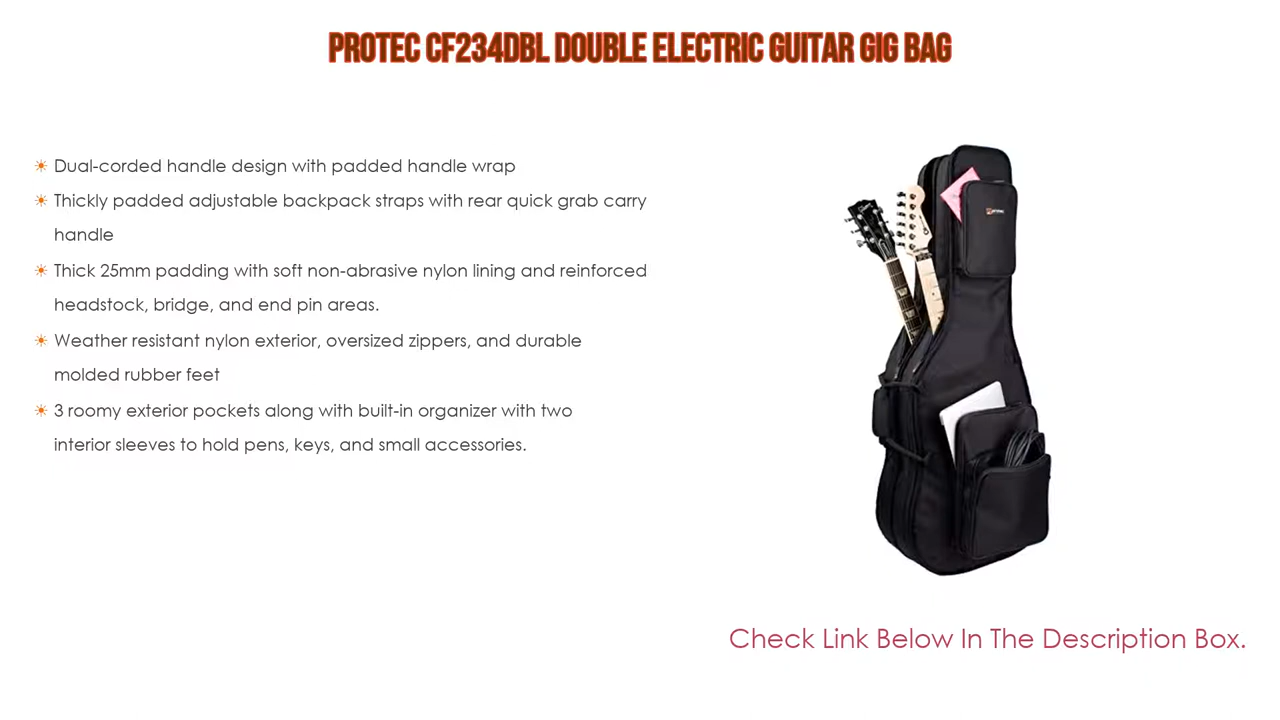 PROTEC CF234DBL DOUBLE ELECTRIC GUITAR GIG BAG
Dual-corded handle design with padded handle wrap
Thickly padded adjustable backpack straps with rear quick grab carry
handle
Thick 25mm padding with soft non-abrasive nylon lining and reinforced
headstock, bridge, and end pin areas.
Weather resistant nylon exterior, oversized zippers, and durable
molded rubber feet
3 roomy exterior pockets along with built-in organizer with two
interior sleeves to hold pens, keys, and small accessories.
Check Link Below In The Description Box.